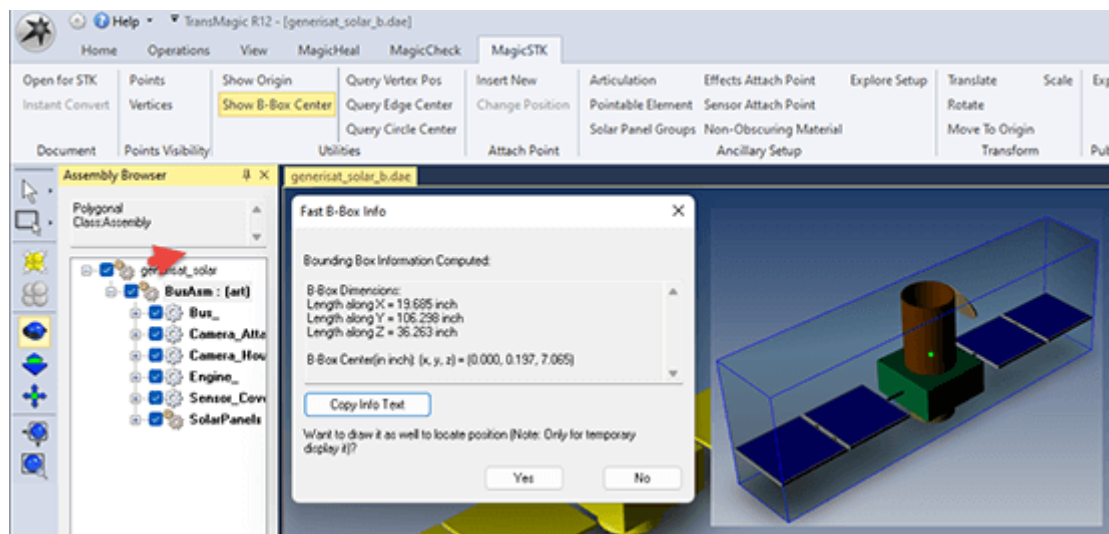 Help TransMagic R12 - [generisat_solar_b.dae]
Home Operations View MagicHeal MagicCheck MagicSTK
Open for STK Points Show Origin Query Vertex Pos Insert New Articulation Effects Attach Point Explore Setup Translate Scale Exp
Instant Convert Vertices Show B-Box Center Query Edge Center Change Position Pointable Element Sensor Attach Point Rotate
Query Circle Center Solar Panel Groups Non-Obscuring Material Move To Origin
Document Points Visibility Utilities Attach Point Ancillary Setup Transform Pub
Assembly Browser
generisat_solar_b.dae
Polygonal
Class:Assembly
generisat_solar
BusAsm : (art)
Bus_
Camera_Atta
Camera_Hou
Engine_
Sensor_Cove
SolarPanels
Fast B-Box Info
Bounding Box Information Computed:
B-Box Dimensions:
Length along X = 19.685 inch
Length along Y = 106.298 inch
Length along Z = 36.263 inch
B-Box Center(in inch): (x, y, z) = (0.000, 0.197, 7.065)
Copy Info Text
Want to draw it as well to locate position (Note: Only for temporary
display it)?
Yes No